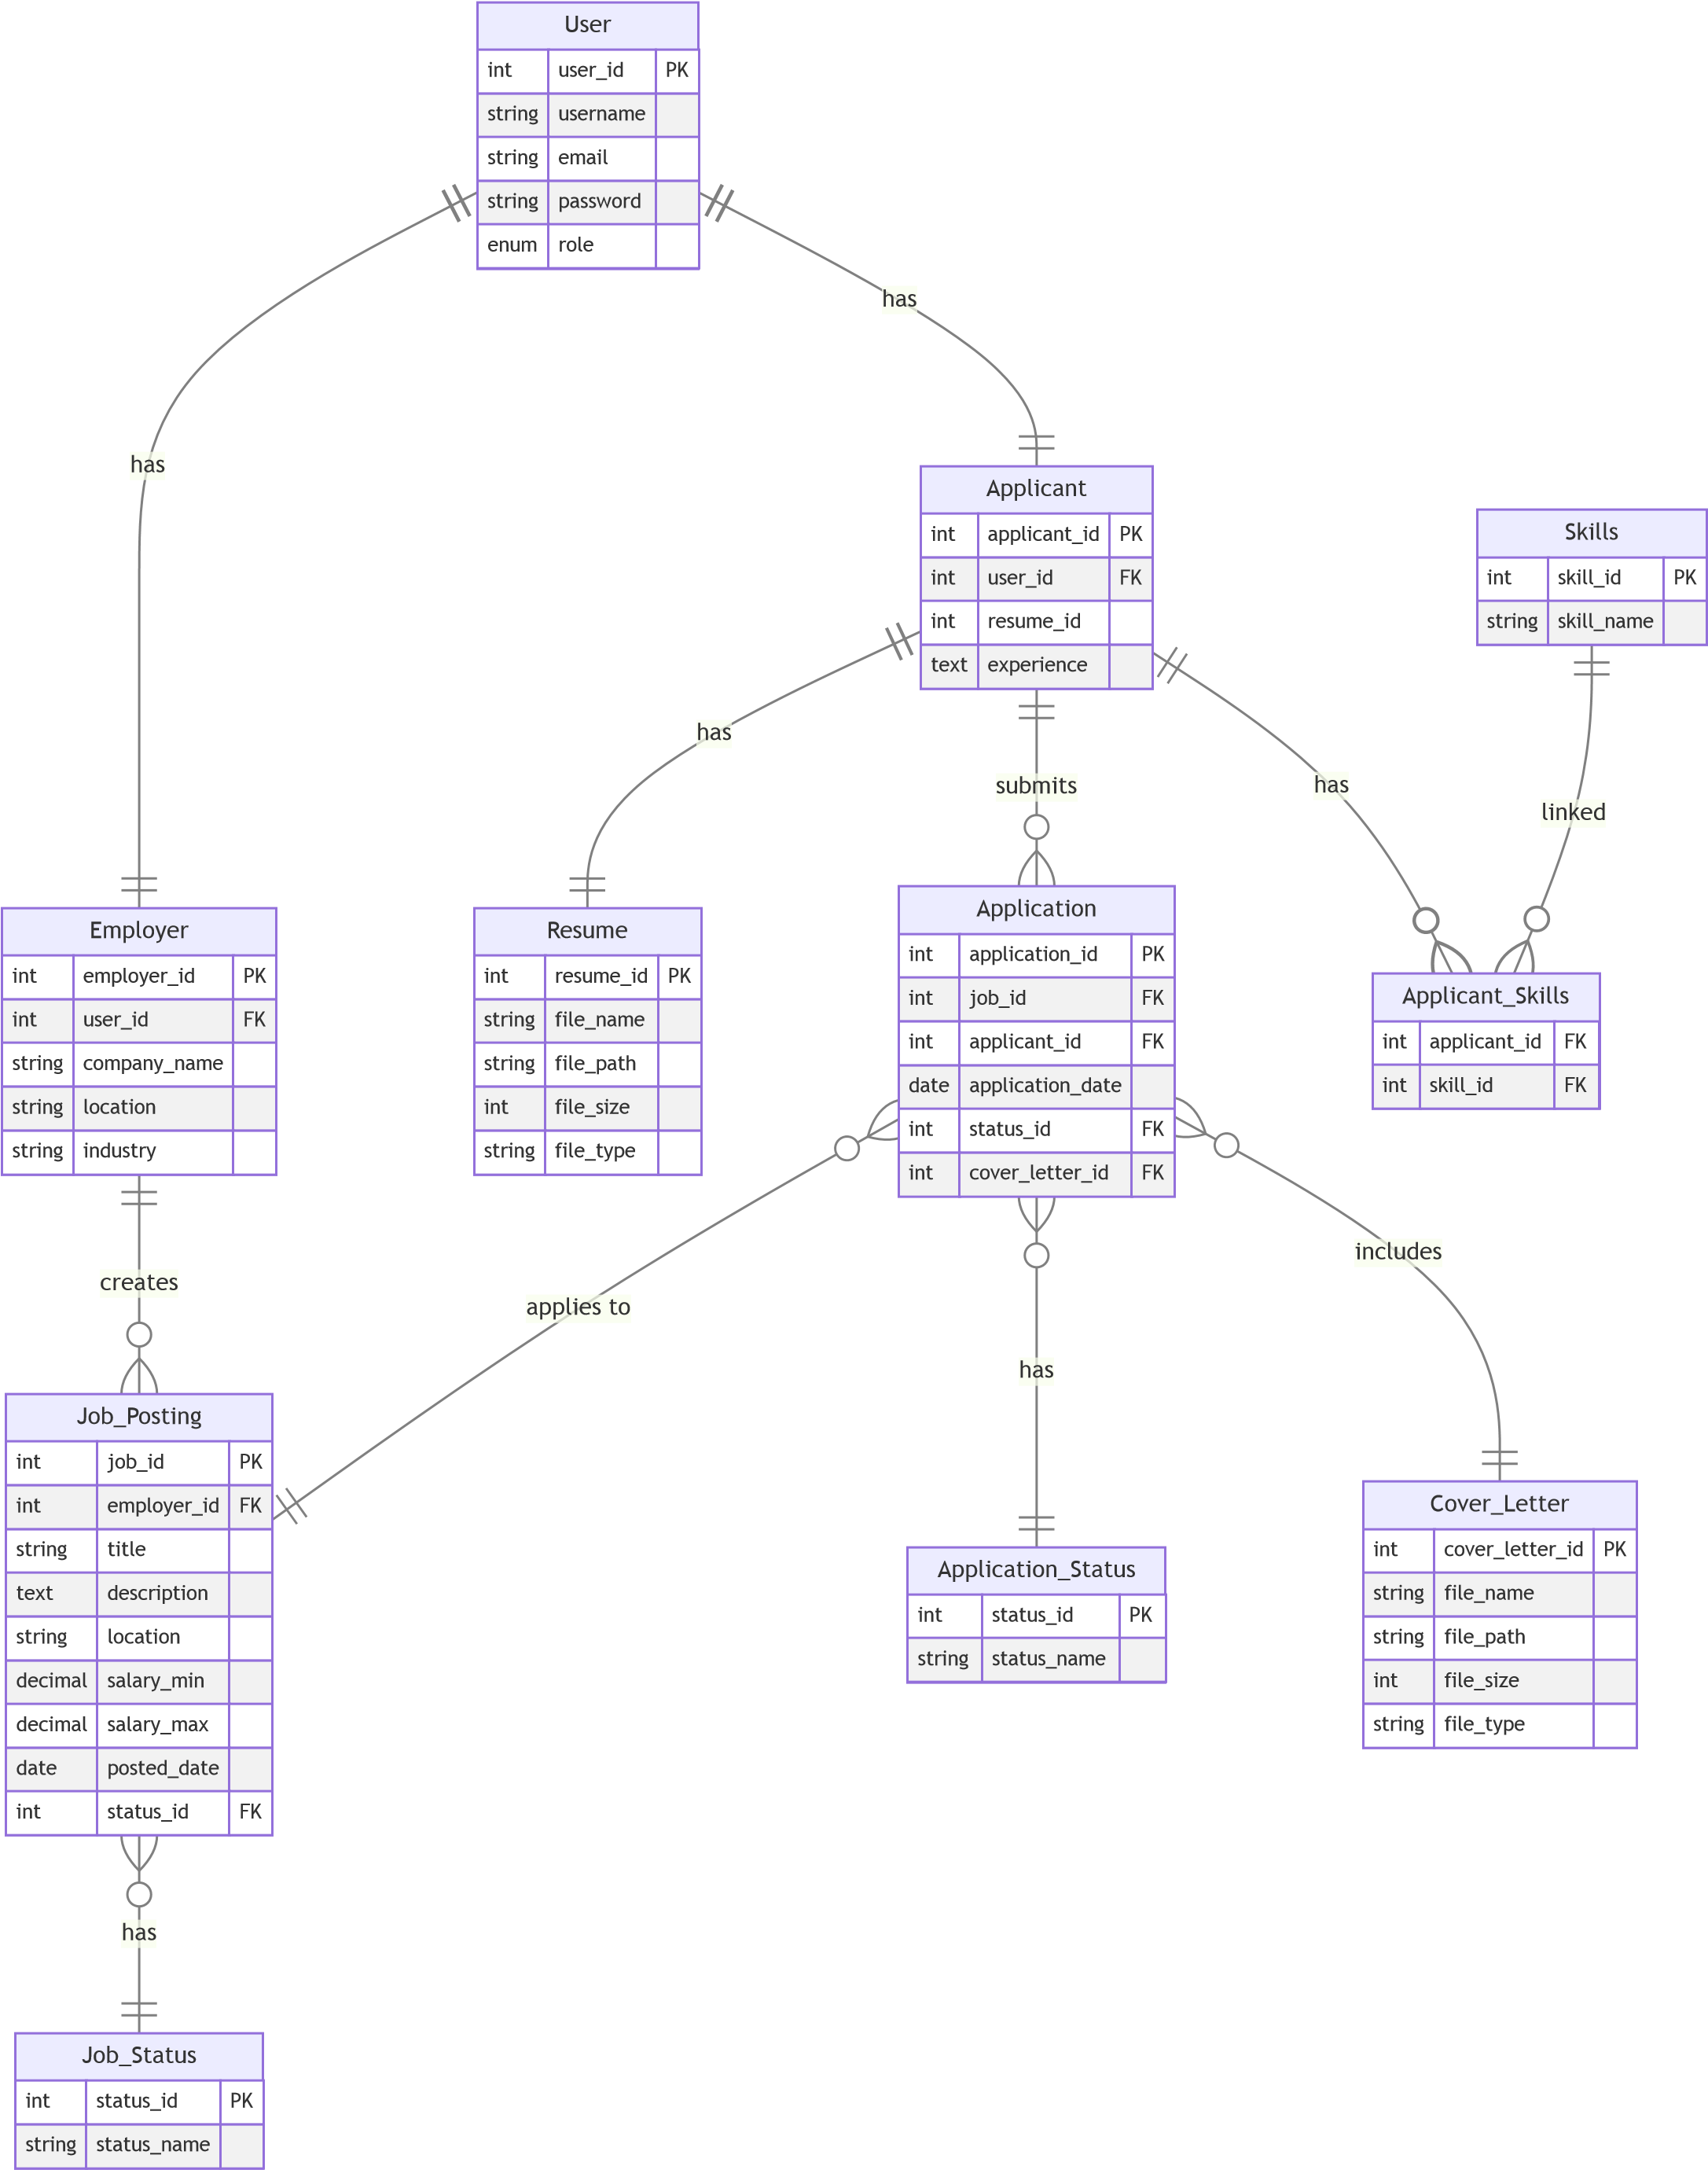 User
int user_id PK
string username
string email
string password
enum role
has
has
Applicant
int applicant_id PK
int user_id FK
int resume_id
text experience
Skills
int skill_id PK
string skill_name
has
submits
has
linked
Employer
int employer_id PK
int user_id FK
string company_name
string location
string industry
Resume
int resume_id PK
string file_name
string file_path
int file_size
string file_type
Application
int application_id PK
int job_id FK
int applicant_id FK
date application_date
int status_id FK
int cover_letter_id FK
Applicant_Skills
int applicant_id FK
int skill_id FK
creates
applies to
has
includes
Job_Posting
int job_id PK
int employer_id FK
string title
text description
string location
decimal salary_min
decimal salary_max
date posted_date
int status_id FK
Application_Status
int status_id PK
string status_name
Cover_Letter
int cover_letter_id PK
string file_name
string file_path
int file_size
string file_type
has
Job_Status
int status_id PK
string status_name